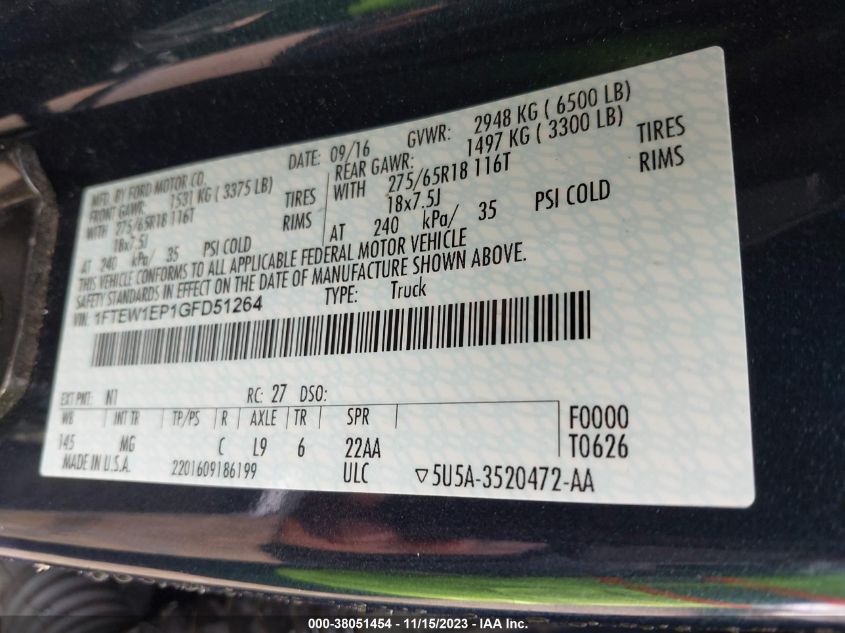 MFD. BY FORD MOTOR CO. DATE: 09/16 GVWR: 2948 KG ( 6500 LB)
FRONT GAWR: 1531 KG ( 3375 LB) REAR GAWR: 1497 KG ( 3300 LB)
WITH 275/65R18 116T TIRES WITH 275/65R18 116T TIRES
18x7.5J RIMS 18x7.5J RIMS
AT 240 kPa/ 35 PSI COLD AT 240 kPa/ 35 PSI COLD
THIS VEHICLE CONFORMS TO ALL APPLICABLE FEDERAL MOTOR VEHICLE
SAFETY STANDARDS IN EFFECT ON THE DATE OF MANUFACTURE SHOWN ABOVE.
VIN: 1FTEW1EP1GFD51264 TYPE: Truck
EXT PNT: N1 RC: 27 DSO:
WB INT TR TP/PS R AXLE TR SPR F0000
145 MG C L9 6 22AA T0626
MADE IN U.S.A. 2201609186199 ULC ▽5U5A-3520472-AA
000-38051454 - 11/15/2023 - IAA Inc.